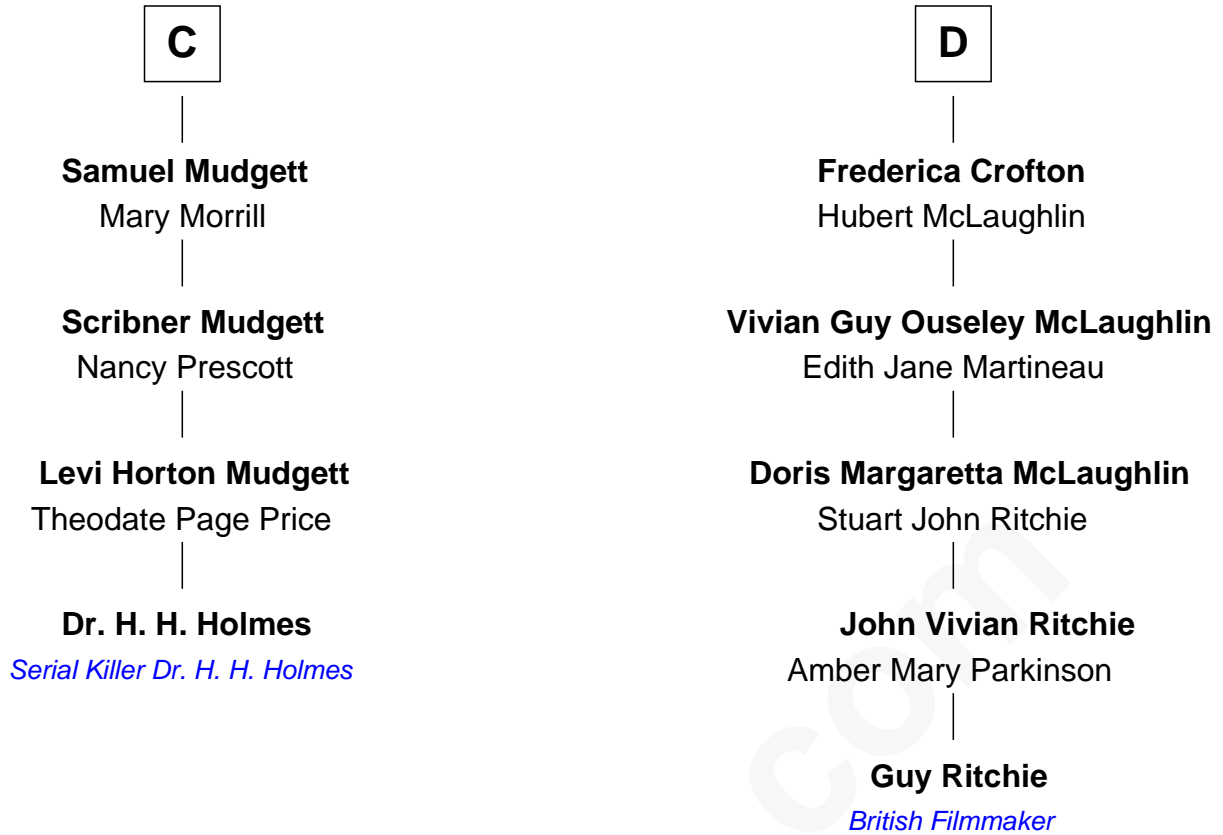 C
Samuel Mudgett
Mary Morrill
Scribner Mudgett
Nancy Prescott
Levi Horton Mudgett
Theodate Page Price
Dr. H. H. Holmes
Serial Killer Dr. H. H. Holmes
D
Frederica Crofton
Hubert McLaughlin
Vivian Guy Ouseley McLaughlin
Edith Jane Martineau
Doris Margaretta McLaughlin
Stuart John Ritchie
John Vivian Ritchie
Amber Mary Parkinson
Guy Ritchie
British Filmmaker
com